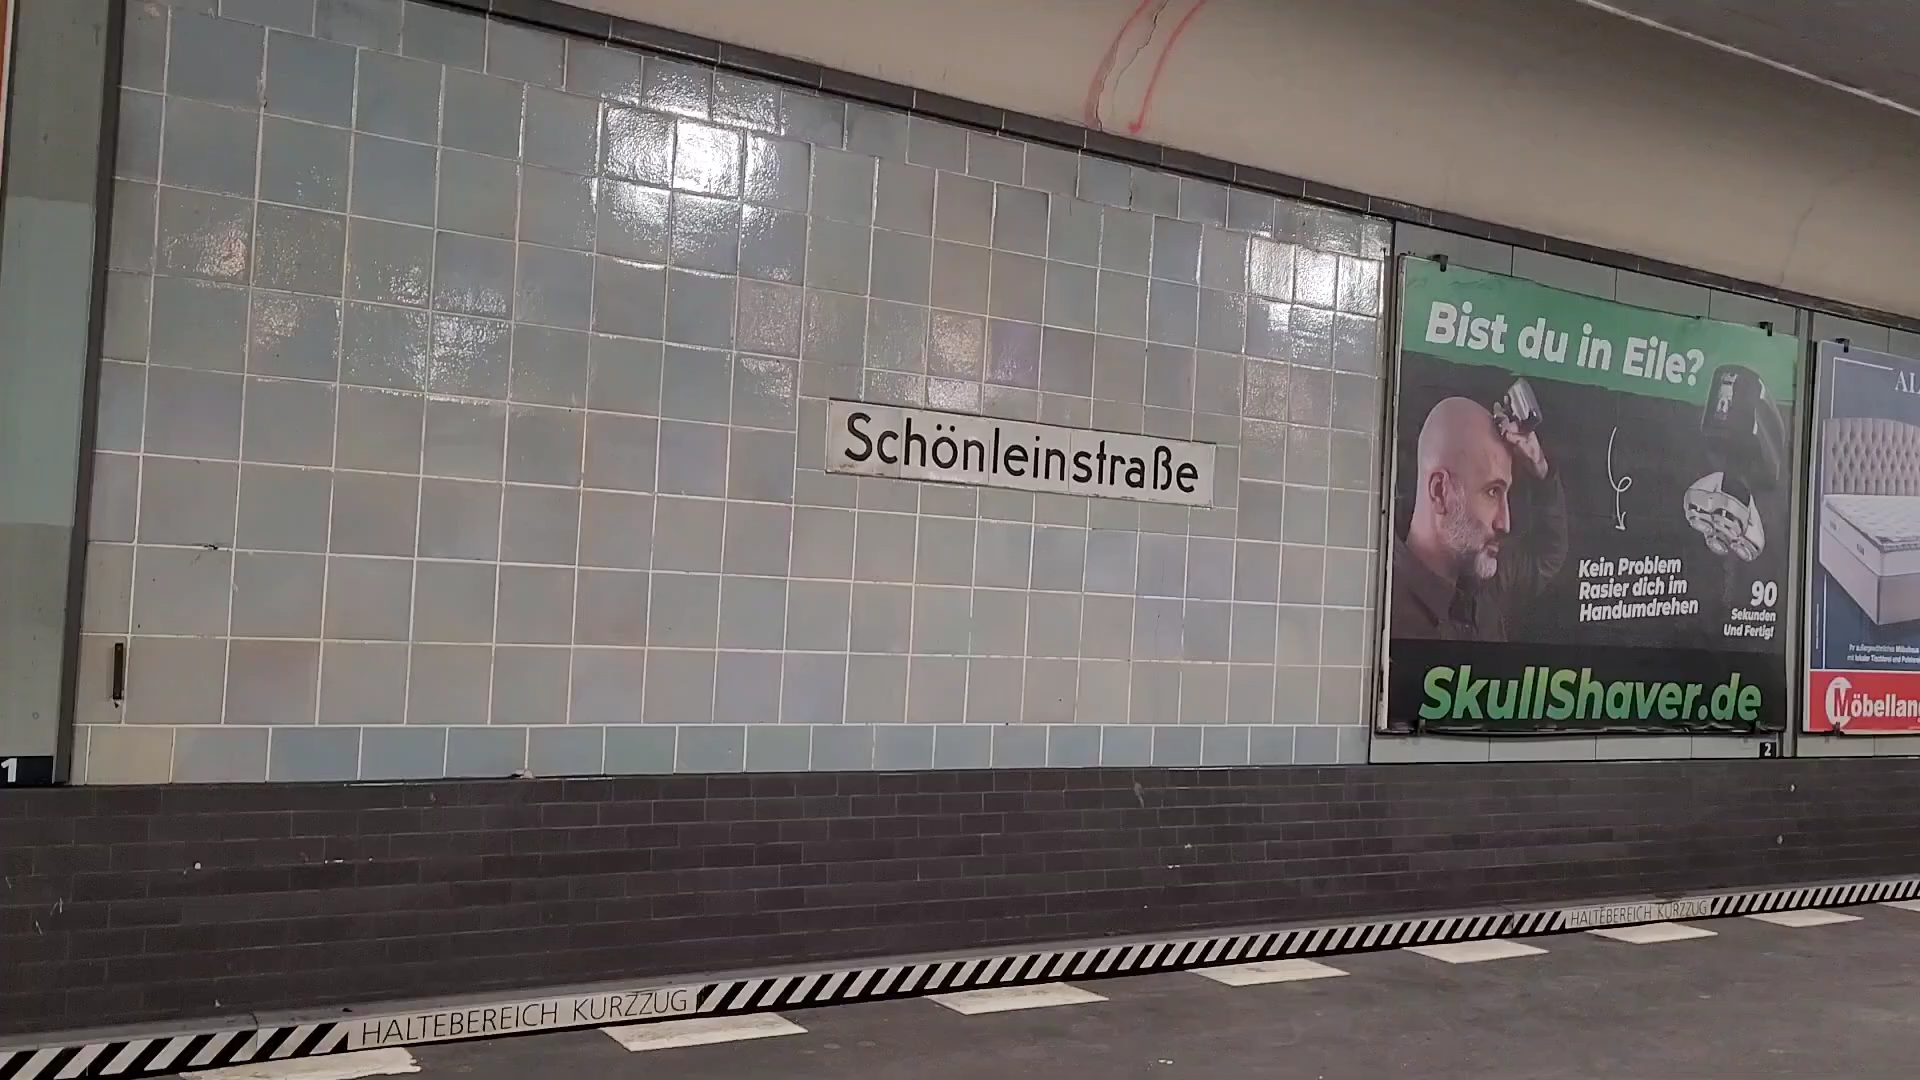 Schönleinstraße
Bist du in Eile?
Kein Problem
Rasier dich im
Handumdrehen
90
Sekunden
Und Fertig!
SkullShaver.de
1
2
HALTEBEREICH KURZZUG
HALTEBEREICH KURZZUG